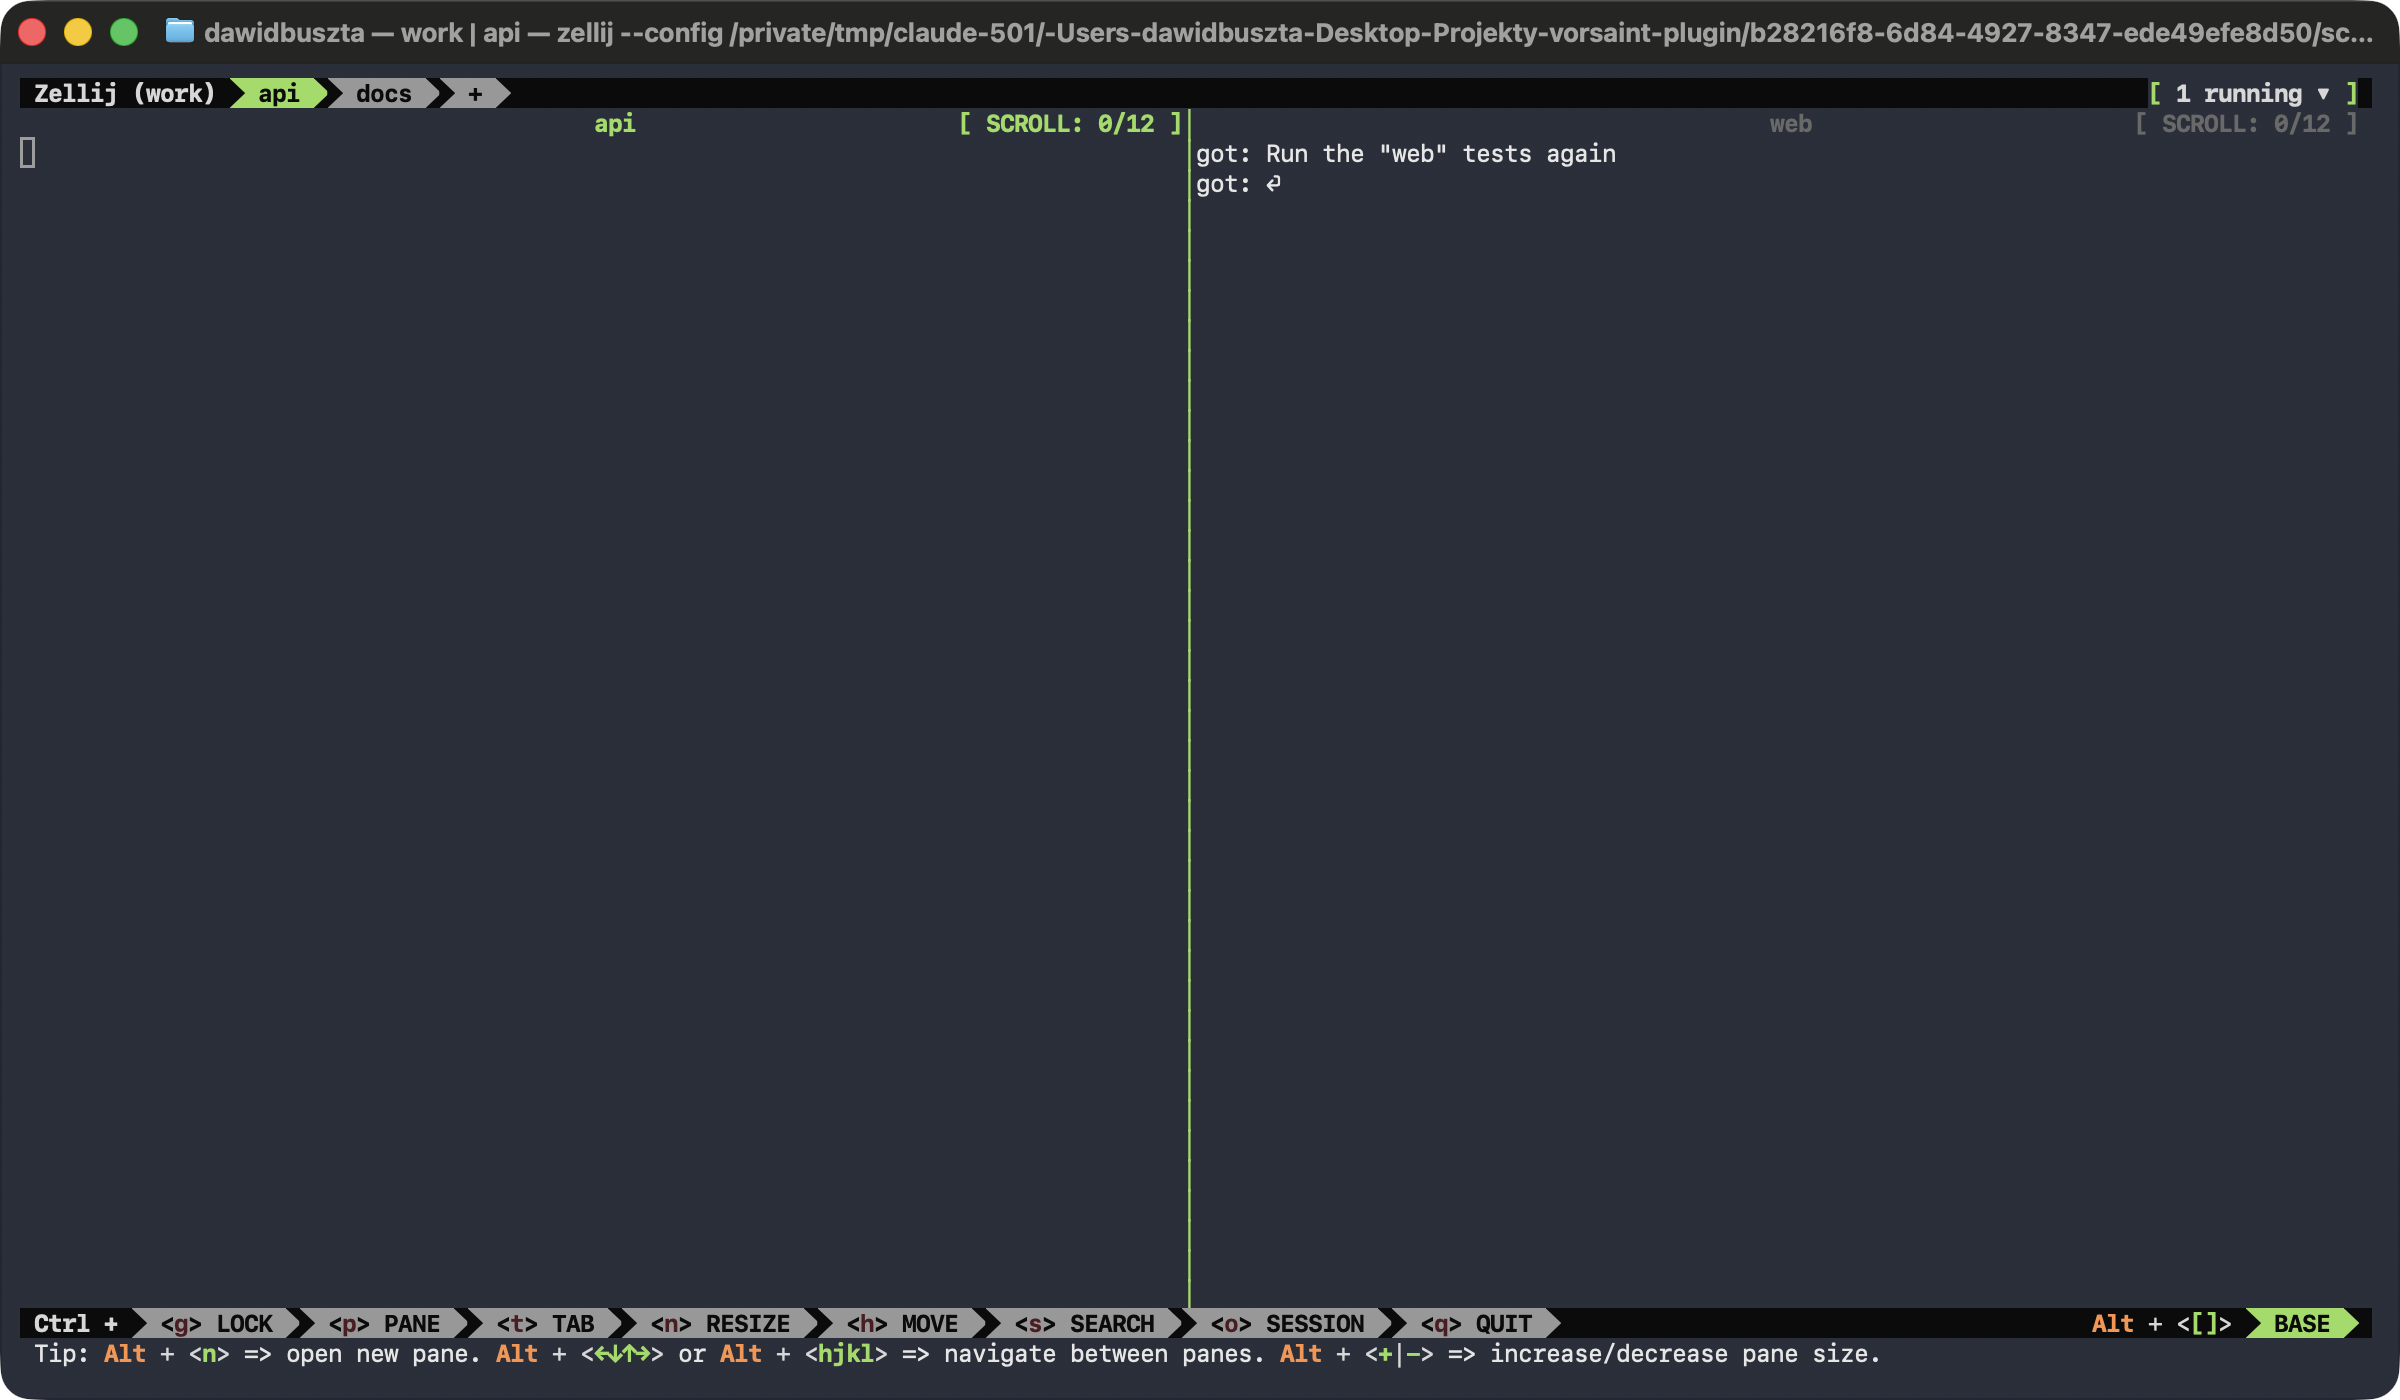 dawidbuszta — work | api — zellij --config /private/tmp/claude-501/-Users-dawidbuszta-Desktop-Projekty-vorsaint-plugin/b28216f8-6d84-4927-8347-ede49efe8d50/sc...
Zellij (work) api docs + [ 1 running ▼ ]
api [ SCROLL: 0/12 ] web [ SCROLL: 0/12 ]
got: Run the "web" tests again
got: ⏎
Ctrl + <g> LOCK <p> PANE <t> TAB <n> RESIZE <h> MOVE <s> SEARCH <o> SESSION <q> QUIT Alt + <[]> BASE
Tip: Alt + <n> => open new pane. Alt + <←↓↑→> or Alt + <hjkl> => navigate between panes. Alt + <+|-> => increase/decrease pane size.